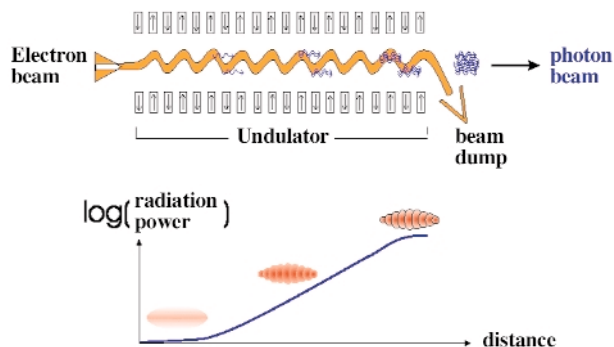 Electron
beam
photon
beam
Undulator
beam
dump
log(radiation
power)
distance